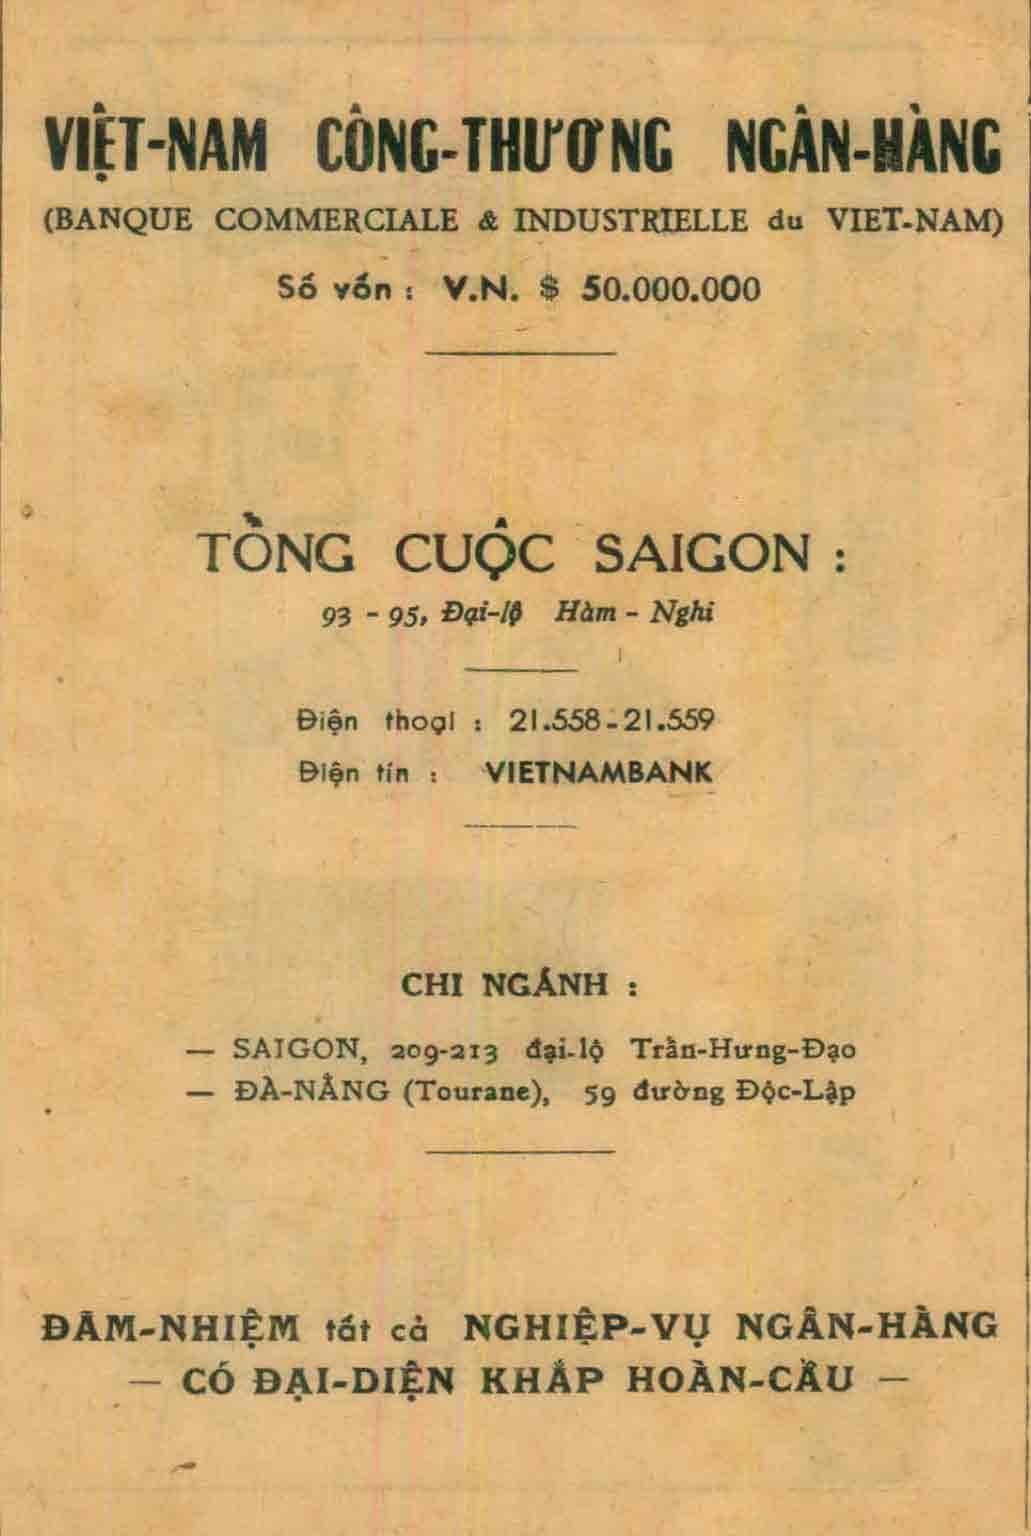 VIỆT-NAM CÔNG-THƯƠNG NGÂN-HÀNG
(BANQUE COMMERCIALE & INDUSTRIELLE du VIET-NAM)
Số vốn : V.N. $ 50.000.000
TỔNG CUỘC SAIGON :
93 - 95, Đại-lộ Hàm - Nghi
Điện thoại : 21.558-21.559
Điện tín : VIETNAMBANK
CHI NGÁNH :
— SAIGON, 209-213 đại-lộ Trần-Hưng-Đạo
— ĐÀ-NẴNG (Tourane), 59 đường Độc-Lập
ĐẢM-NHIỆM tất cả NGHIỆP-VỤ NGÂN-HÀNG
— CÓ ĐẠI-DIỆN KHẮP HOÀN-CẦU —